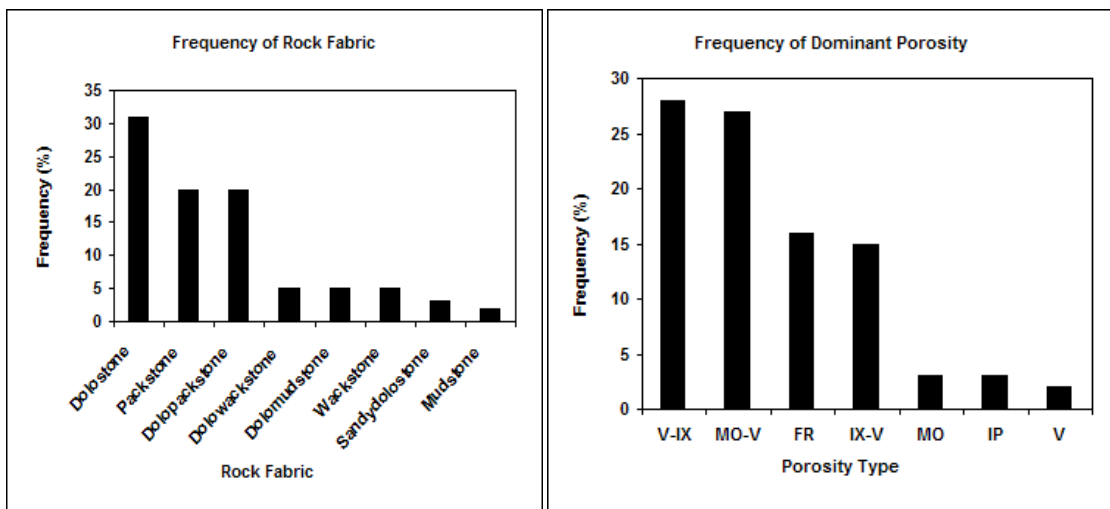 Frequency of Rock Fabric
Frequency (%)
35
30
25
20
15
10
5
0
Dolostone
Packstone
Dolopackstone
Dolowackstone
Dolomudstone
Wackstone
Sandydolostone
Mudstone
Rock Fabric
Frequency of Dominant Porosity
Frequency (%)
30
25
20
15
10
5
0
V-IX MO-V FR IX-V MO IP V
Porosity Type